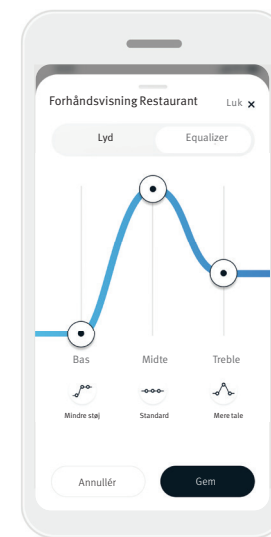 Forhåndsvisning Restaurant Luk ×
Lyd Equalizer
Bas Midte Treble
Mindre støj Standard Mere tale
Annullér Gem